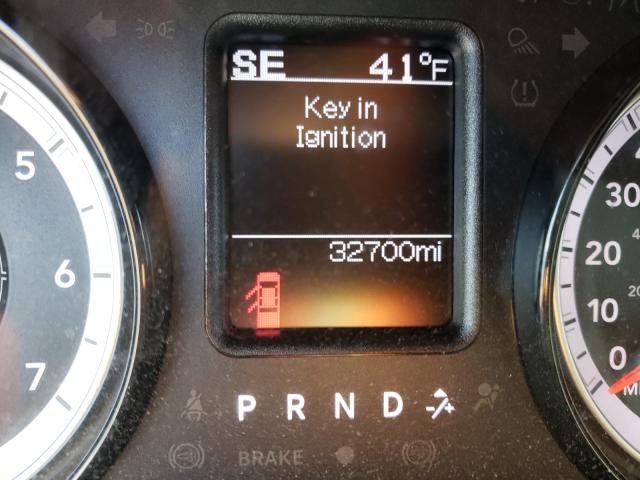 SE 41°F
Key in
Ignition
32700mi
5
6
7
30
20
10
0
P R N D
BRAKE